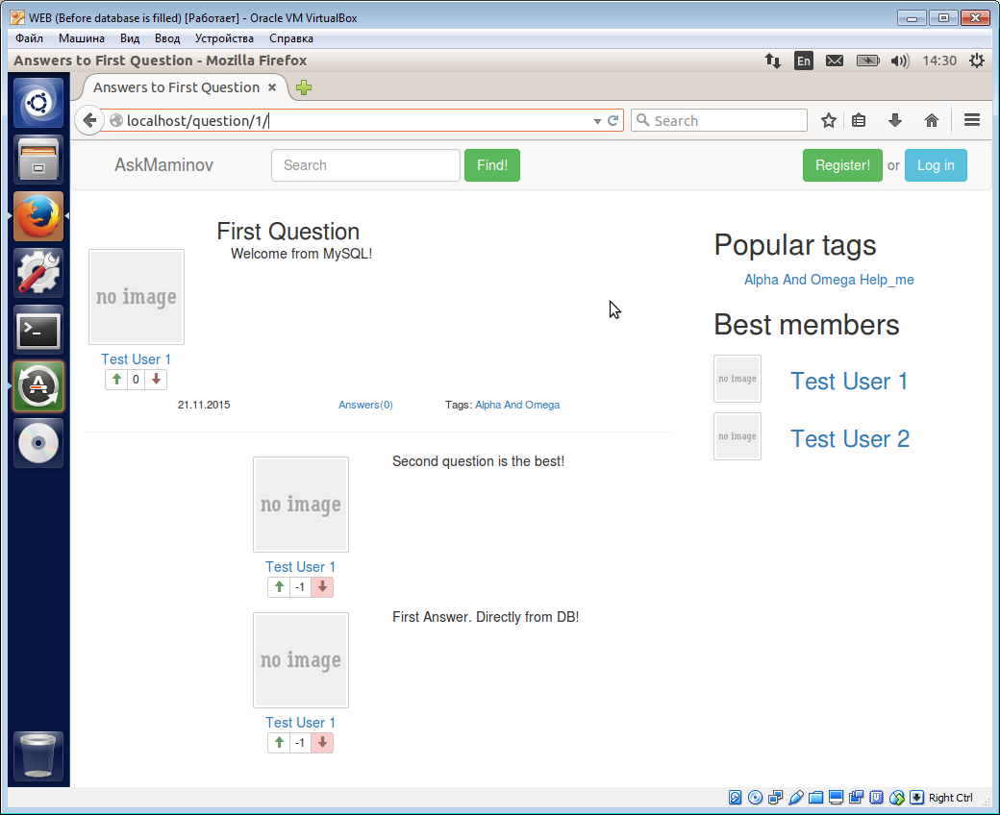 WEB (Before database is filled) [Работает] - Oracle VM VirtualBox
Файл Машина Вид Ввод Устройства Справка
Answers to First Question - Mozilla Firefox En 14:30
Answers to First Question
localhost/question/1/ Search
AskMaminov Search Find! Register! or Log in
First Question
Welcome from MySQL!
no image
Test User 1
0
21.11.2015 Answers(0) Tags: Alpha And Omega
Second question is the best!
no image
Test User 1
-1
First Answer. Directly from DB!
no image
Test User 1
-1
Popular tags
Alpha And Omega Help_me
Best members
no image Test User 1
no image Test User 2
Right Ctrl